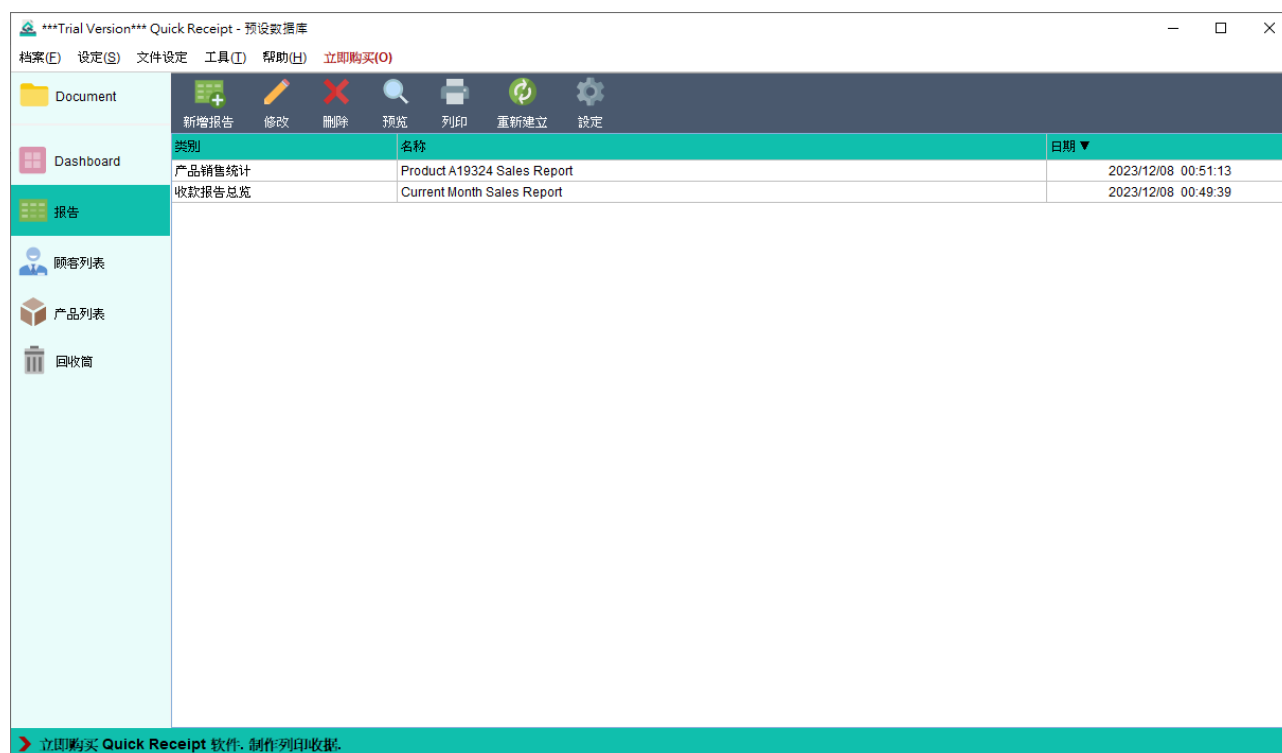 ***Trial Version*** Quick Receipt - 预设数据库
档案(F) 设定(S) 文件设定 工具(T) 帮助(H) 立即购买(O)
Document
新增报告 修改 删除 预览 列印 重新建立 設定
Dashboard
报告
顾客列表
产品列表
回收筒
类别 名称 日期▼
产品销售统计 Product A19324 Sales Report 2023/12/08 00:51:13
收款报告总览 Current Month Sales Report 2023/12/08 00:49:39
立即购买 Quick Receipt 软件. 制作列印收据.